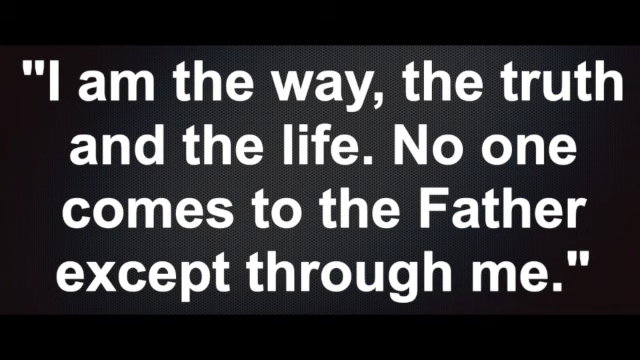 "I am the way, the truth
and the life. No one
comes to the Father
except through me."